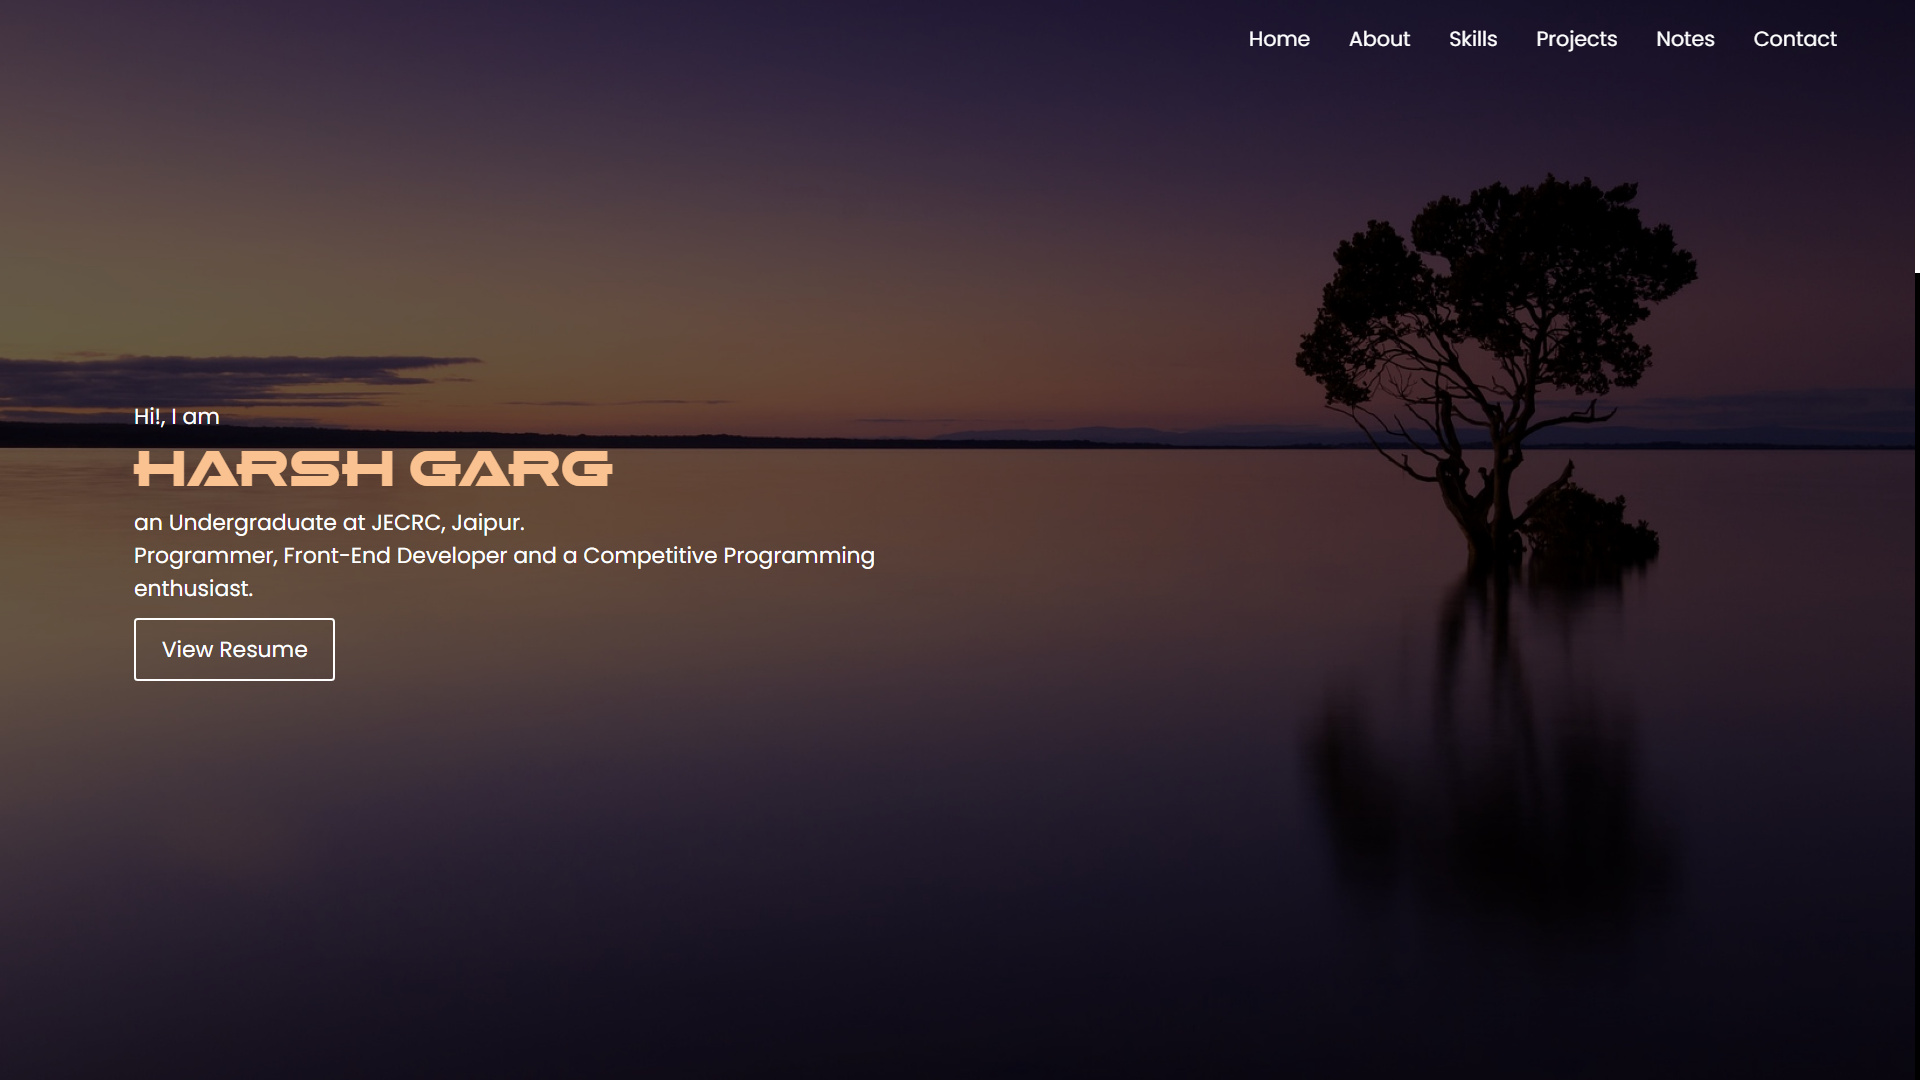 Home About Skills Projects Notes Contact
Hi!, I am
HARSH GARG
an Undergraduate at JECRC, Jaipur.
Programmer, Front-End Developer and a Competitive Programming
enthusiast.
View Resume